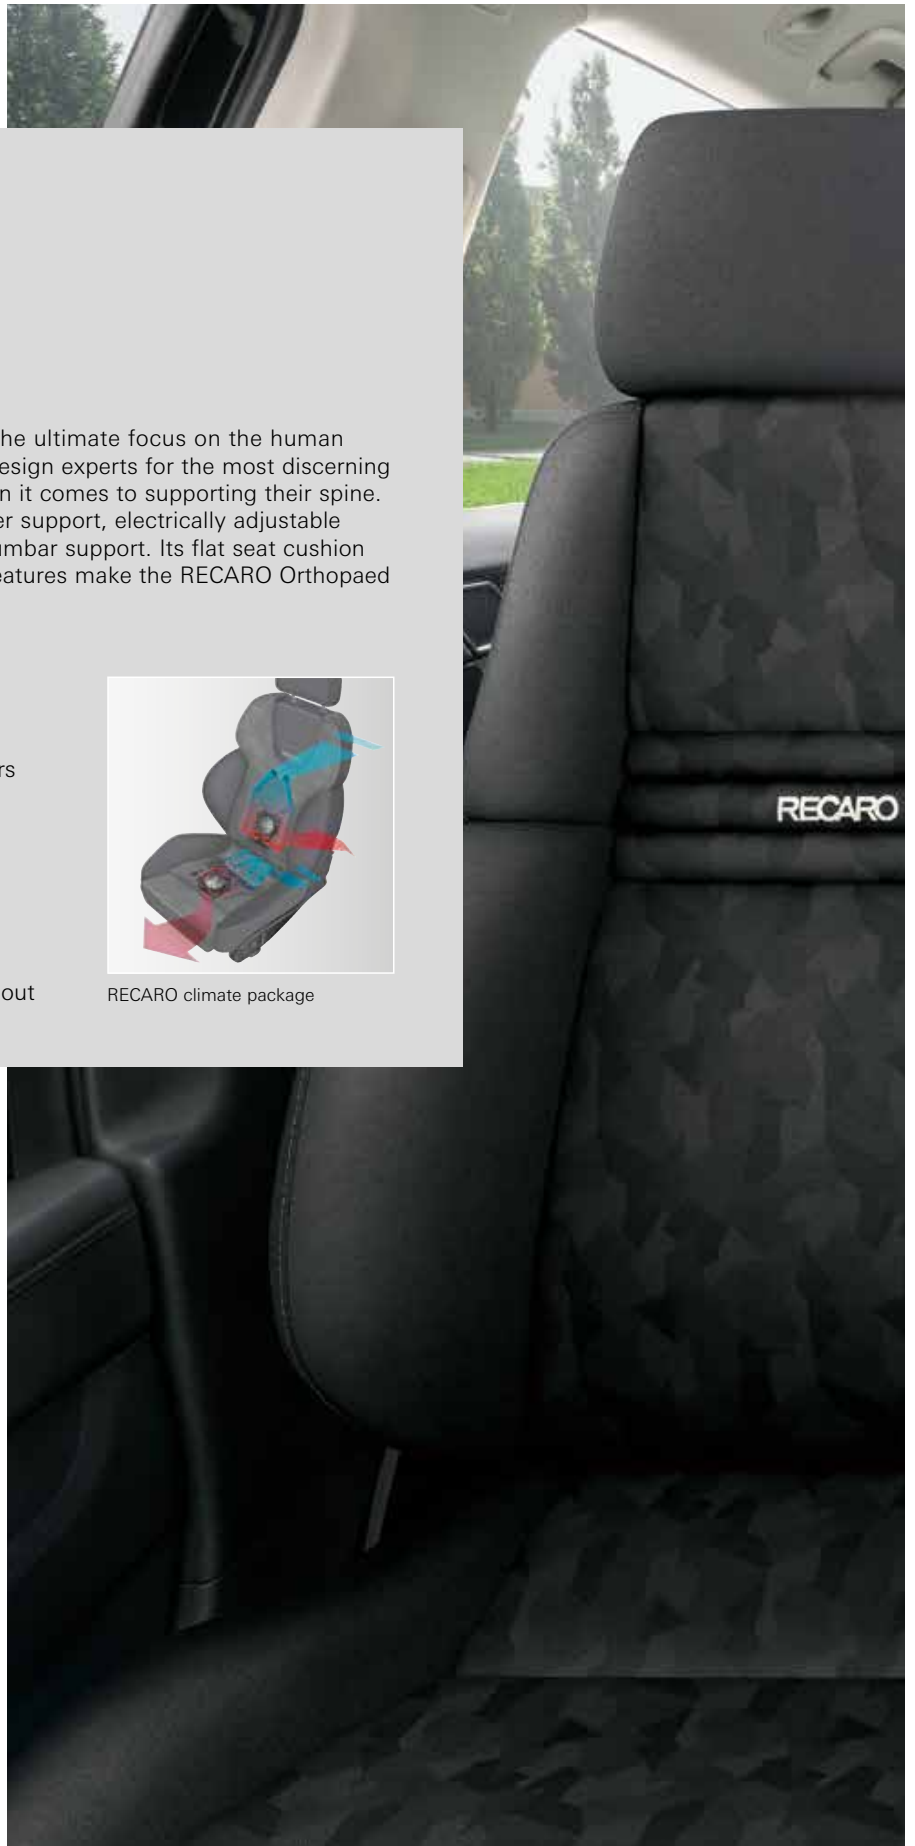 he ultimate focus on the human
esign experts for the most discerning
n it comes to supporting their spine.
er support, electrically adjustable
umbar support. Its flat seat cushion
eatures make the RECARO Orthopaed
rs
out
RECARO climate package
RECARO